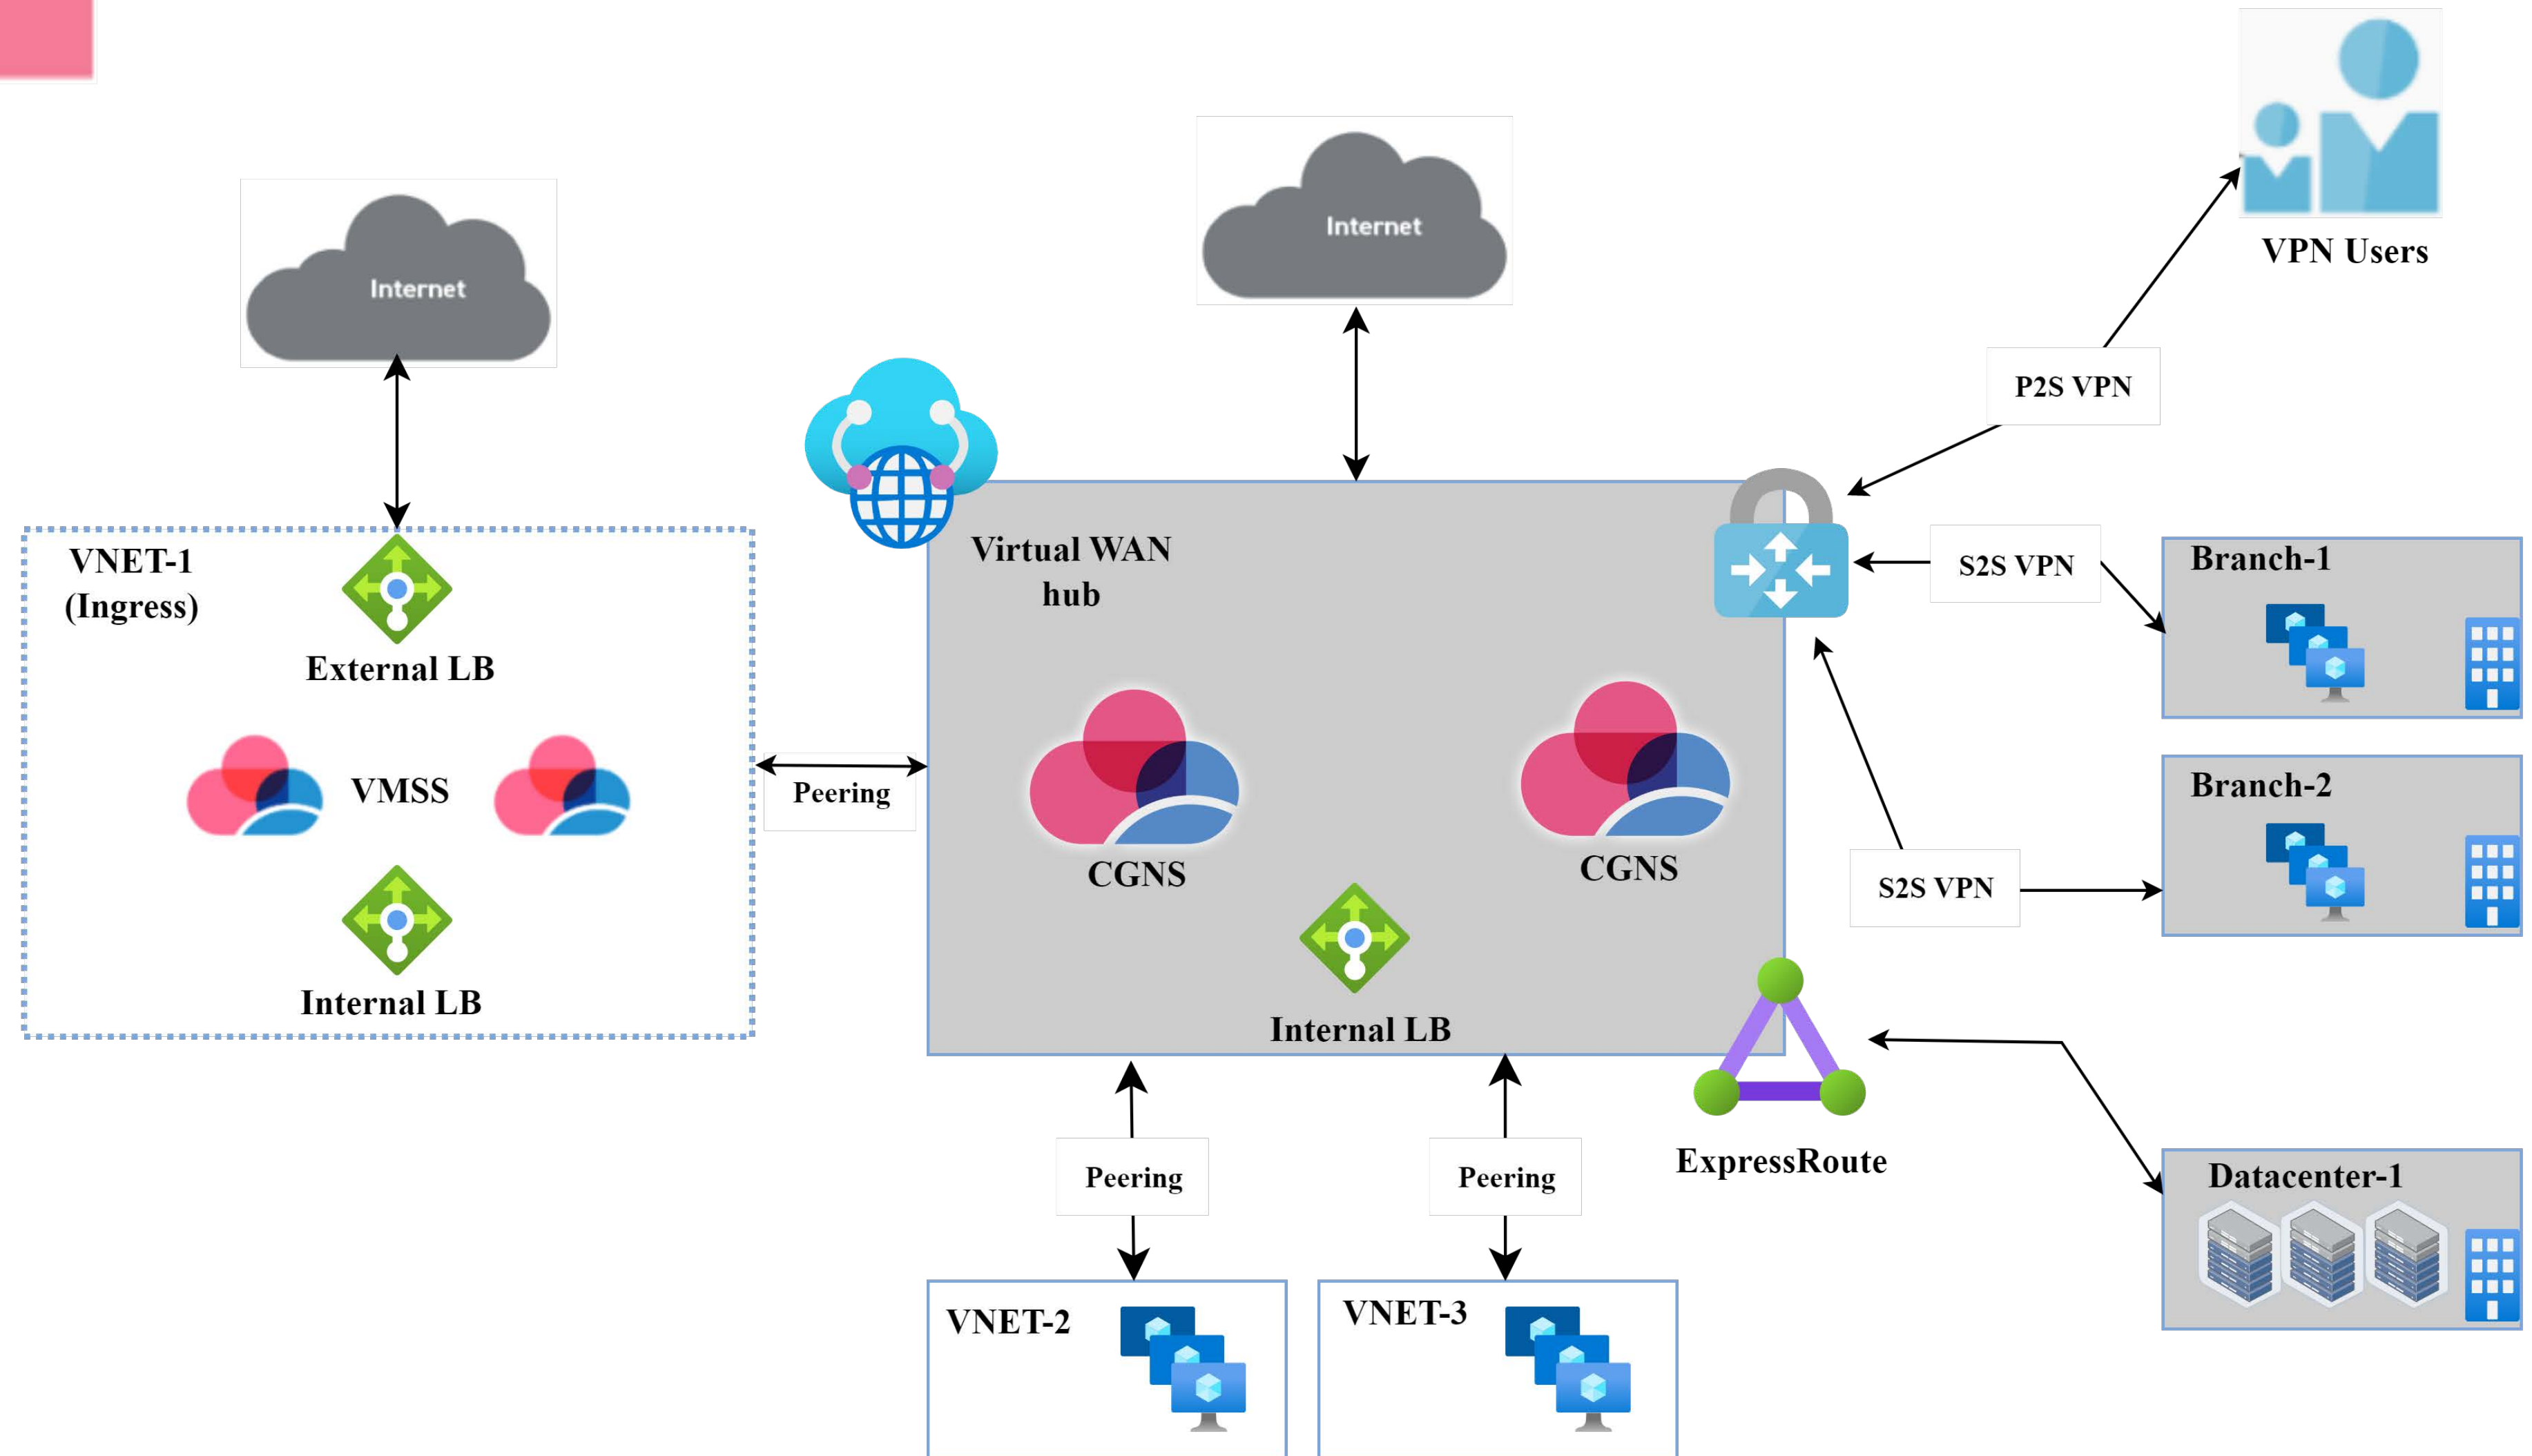 Internet
Internet
VPN Users
P2S VPN
VNET-1
(Ingress)
External LB
VMSS
Internal LB
Peering
Virtual WAN
hub
CGNS
CGNS
Internal LB
S2S VPN
Branch-1
S2S VPN
Branch-2
ExpressRoute
Datacenter-1
Peering
Peering
VNET-2
VNET-3